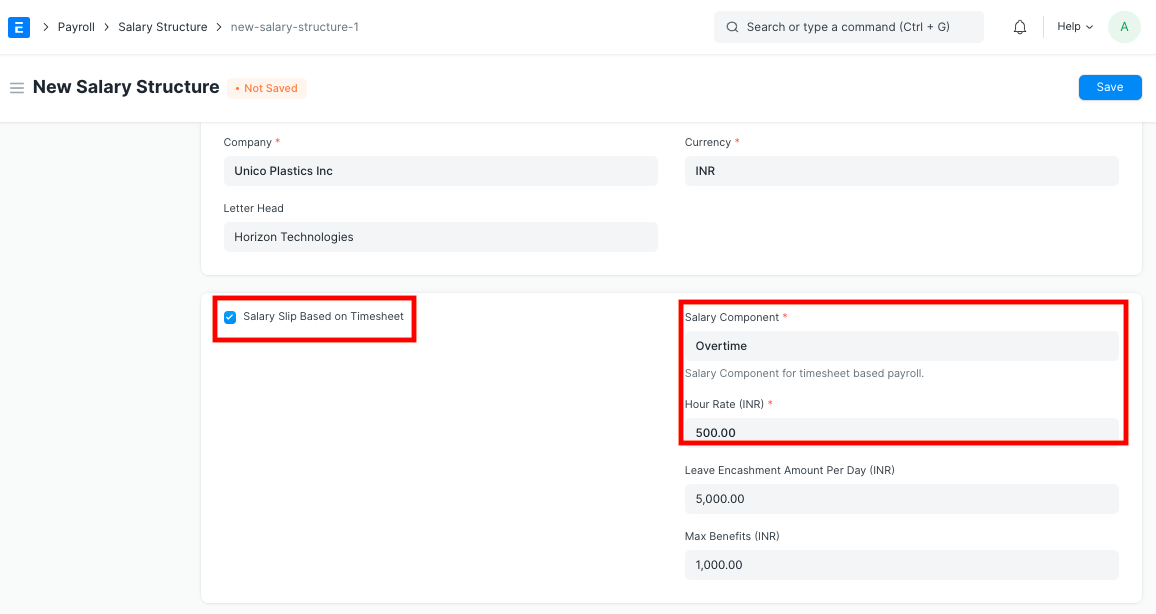 E > Payroll > Salary Structure > new-salary-structure-1
Search or type a command (Ctrl + G)
Help
A
New Salary Structure
• Not Saved
Save
Company *
Currency *
Unico Plastics Inc
INR
Letter Head
Horizon Technologies
Salary Slip Based on Timesheet
Salary Component *
Overtime
Salary Component for timesheet based payroll.
Hour Rate (INR) *
500.00
Leave Encashment Amount Per Day (INR)
5,000.00
Max Benefits (INR)
1,000.00